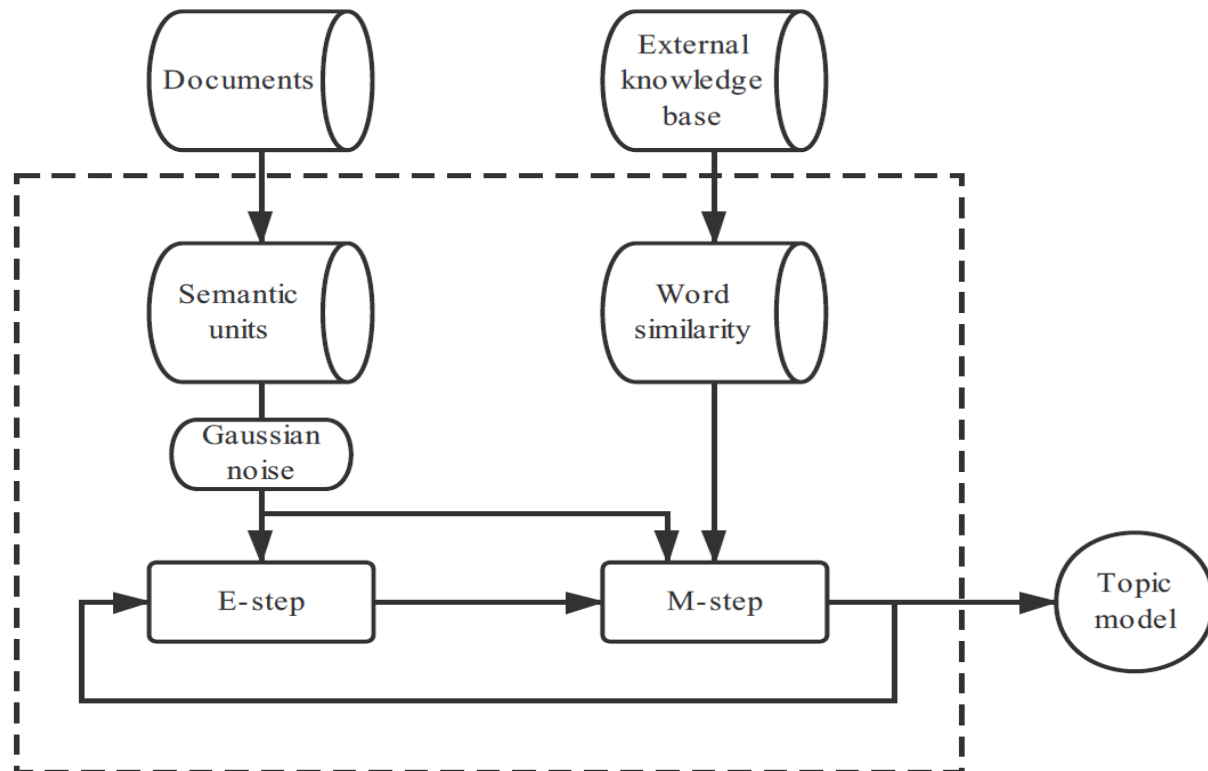 Documents
External
knowledge
base
Semantic
units
Word
similarity
Gaussian
noise
E-step
M-step
Topic
model